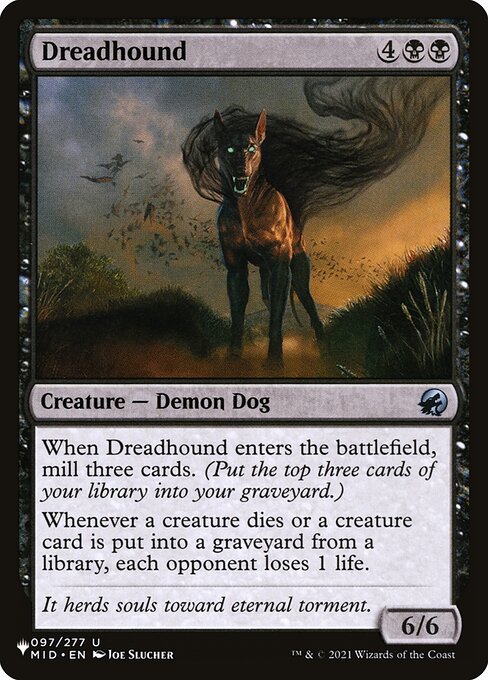 Dreadhound 4
Creature — Demon Dog
When Dreadhound enters the battlefield,
mill three cards. (Put the top three cards of
your library into your graveyard.)
Whenever a creature dies or a creature
card is put into a graveyard from a
library, each opponent loses 1 life.
It herds souls toward eternal torment.
6/6
097/277 U
MID • EN Joe Slucher
™ & © 2021 Wizards of the Coast